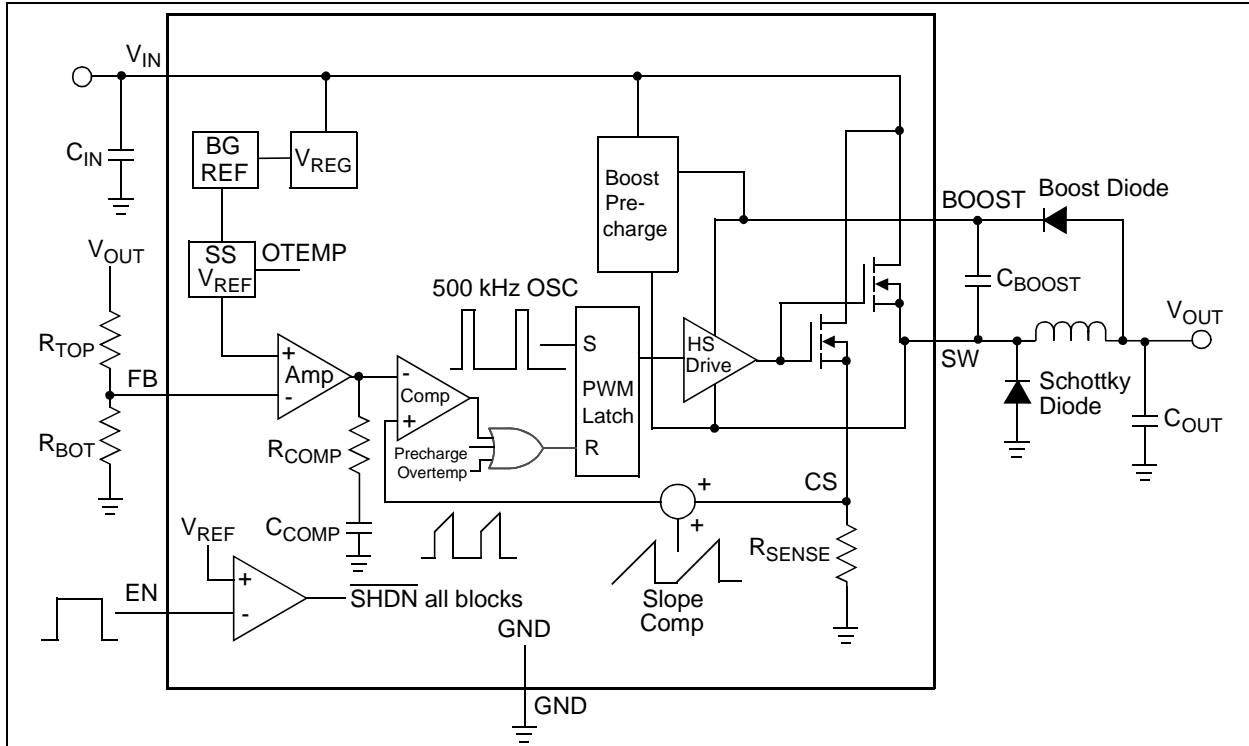 V_IN
C_IN
BG
REF
V_REG
Boost
Pre-
charge
BOOST
Boost Diode
V_OUT
SS
V_REF
OTEMP
C_BOOST
500 kHz OSC
V_OUT
R_TOP
S
HS
Drive
SW
FB
+
Amp
-
-
Comp
+
PWM
Latch
Schottky
Diode
R_BOT
R_COMP
Precharge
Overtemp
R
C_OUT
CS
+
+
C_COMP
V_REF
R_SENSE
EN
+
-
SHDN all blocks
Slope
Comp
GND
GND